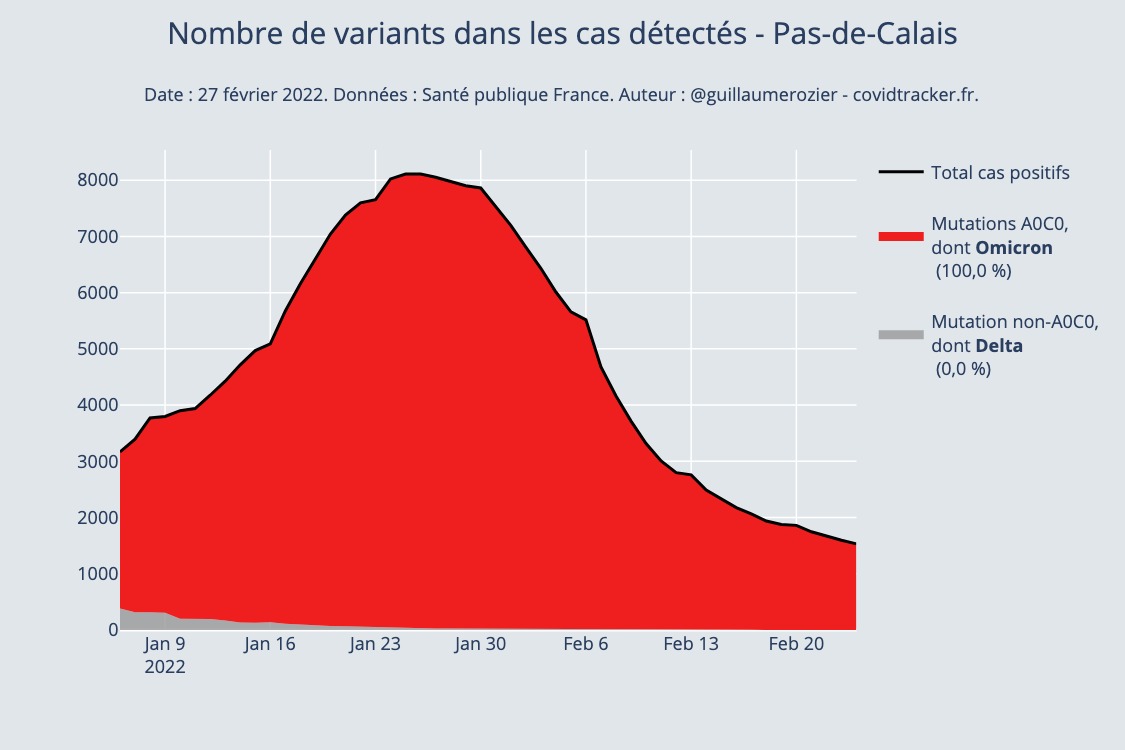 Nombre de variants dans les cas détectés - Pas-de-Calais
Date : 27 février 2022. Données : Santé publique France. Auteur : @guillaumerozier - covidtracker.fr.
8000
7000
6000
5000
4000
3000
2000
1000
0
Jan 9
2022
Jan 16
Jan 23
Jan 30
Feb 6
Feb 13
Feb 20
Total cas positifs
Mutations A0C0,
dont Omicron
(100,0 %)
Mutation non-A0C0,
dont Delta
(0,0 %)